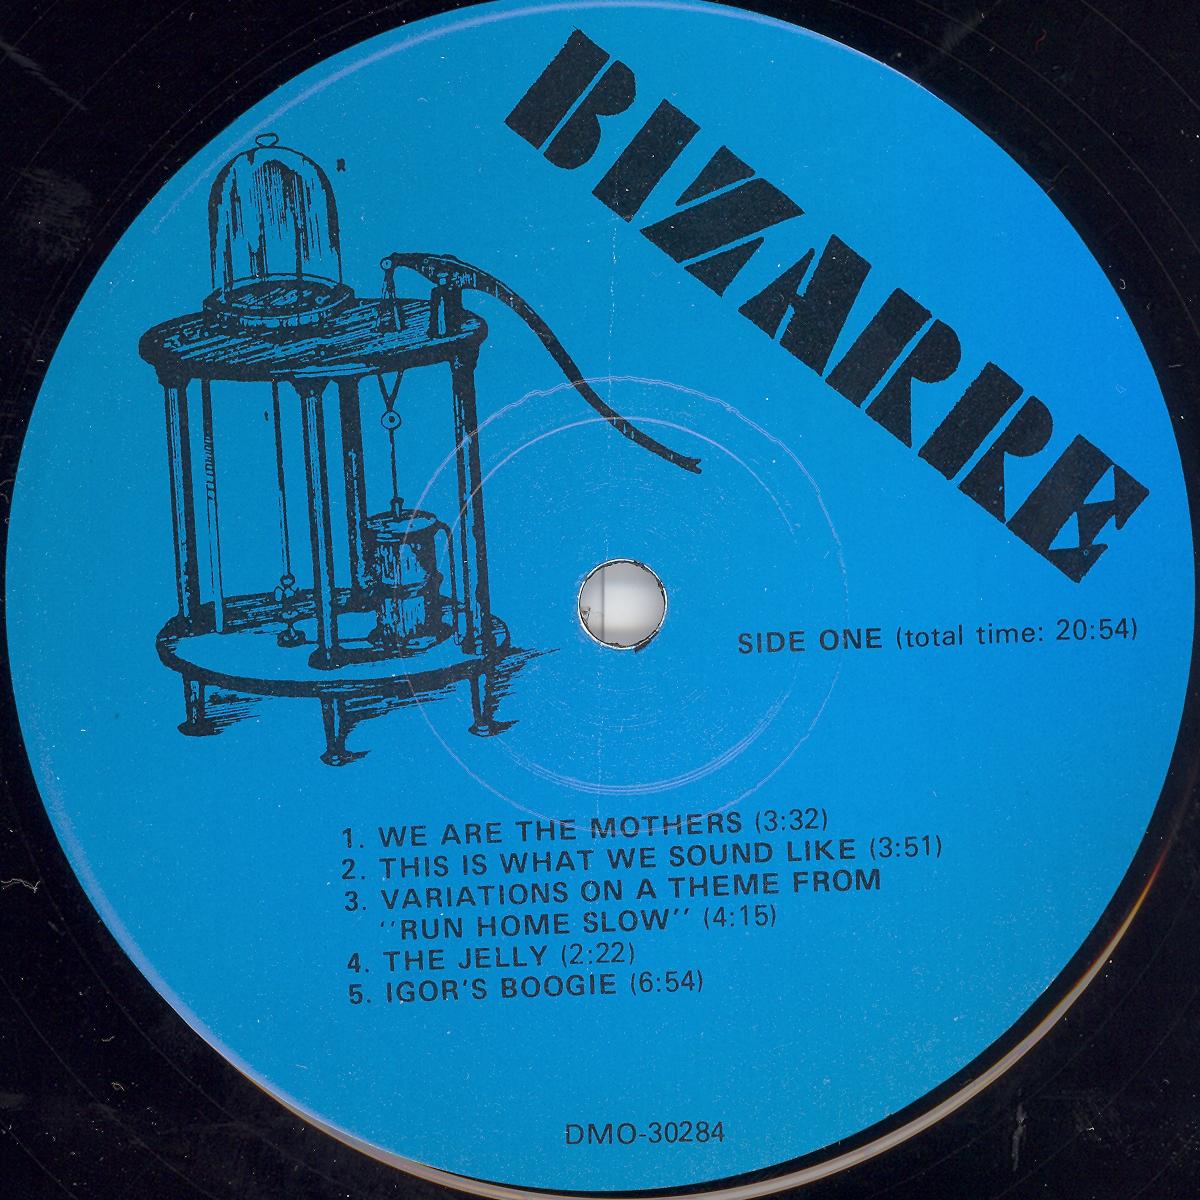 BIZARRE
SIDE ONE (total time: 20:54)
1. WE ARE THE MOTHERS (3:32)
2. THIS IS WHAT WE SOUND LIKE (3:51)
3. VARIATIONS ON A THEME FROM
''RUN HOME SLOW'' (4:15)
4. THE JELLY (2:22)
5. IGOR'S BOOGIE (6:54)
DMO-30284